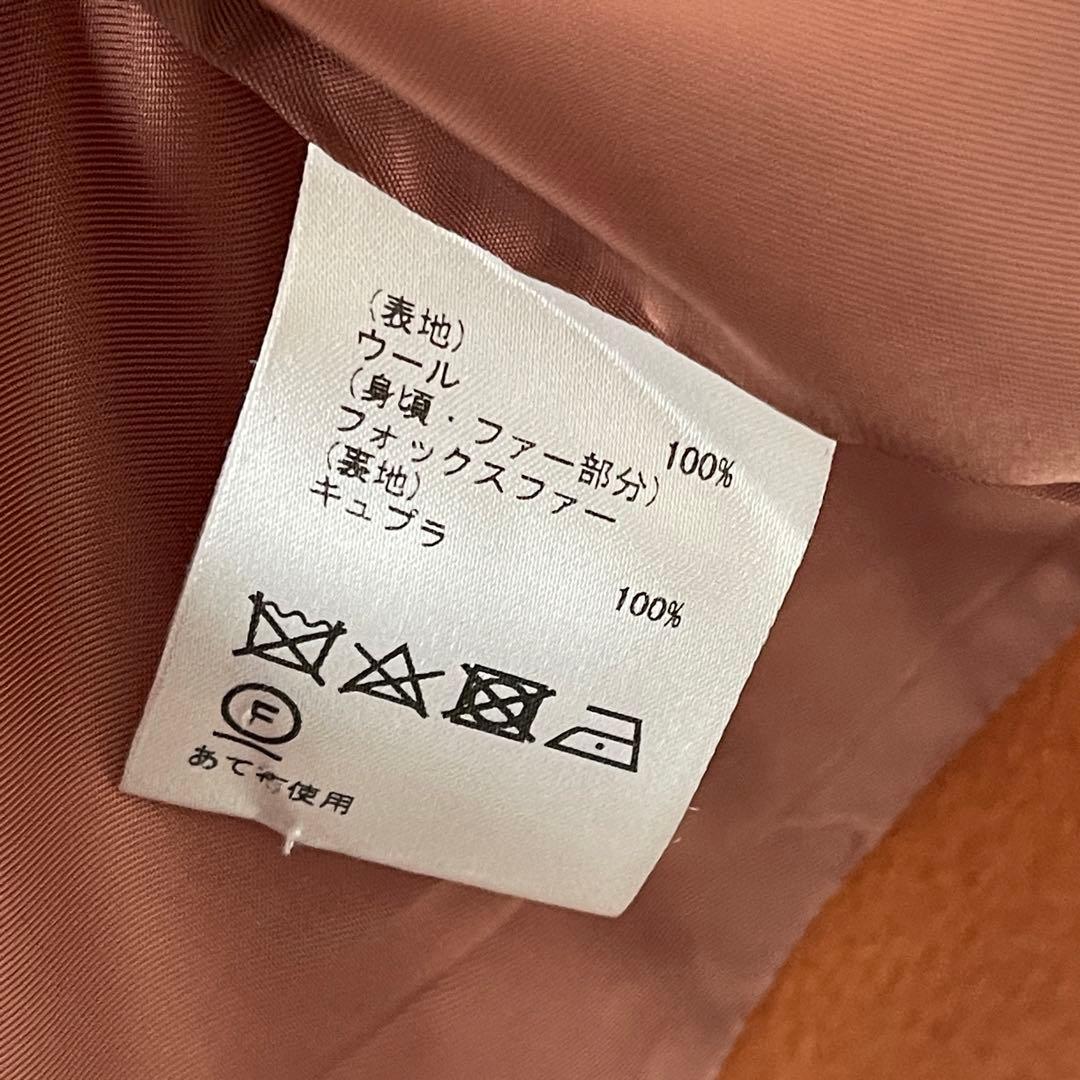 (表地)
ウール 100%
(身頃・ファー部分)
フォックスファー
(裏地)
キュプラ 100%
F
あて布使用